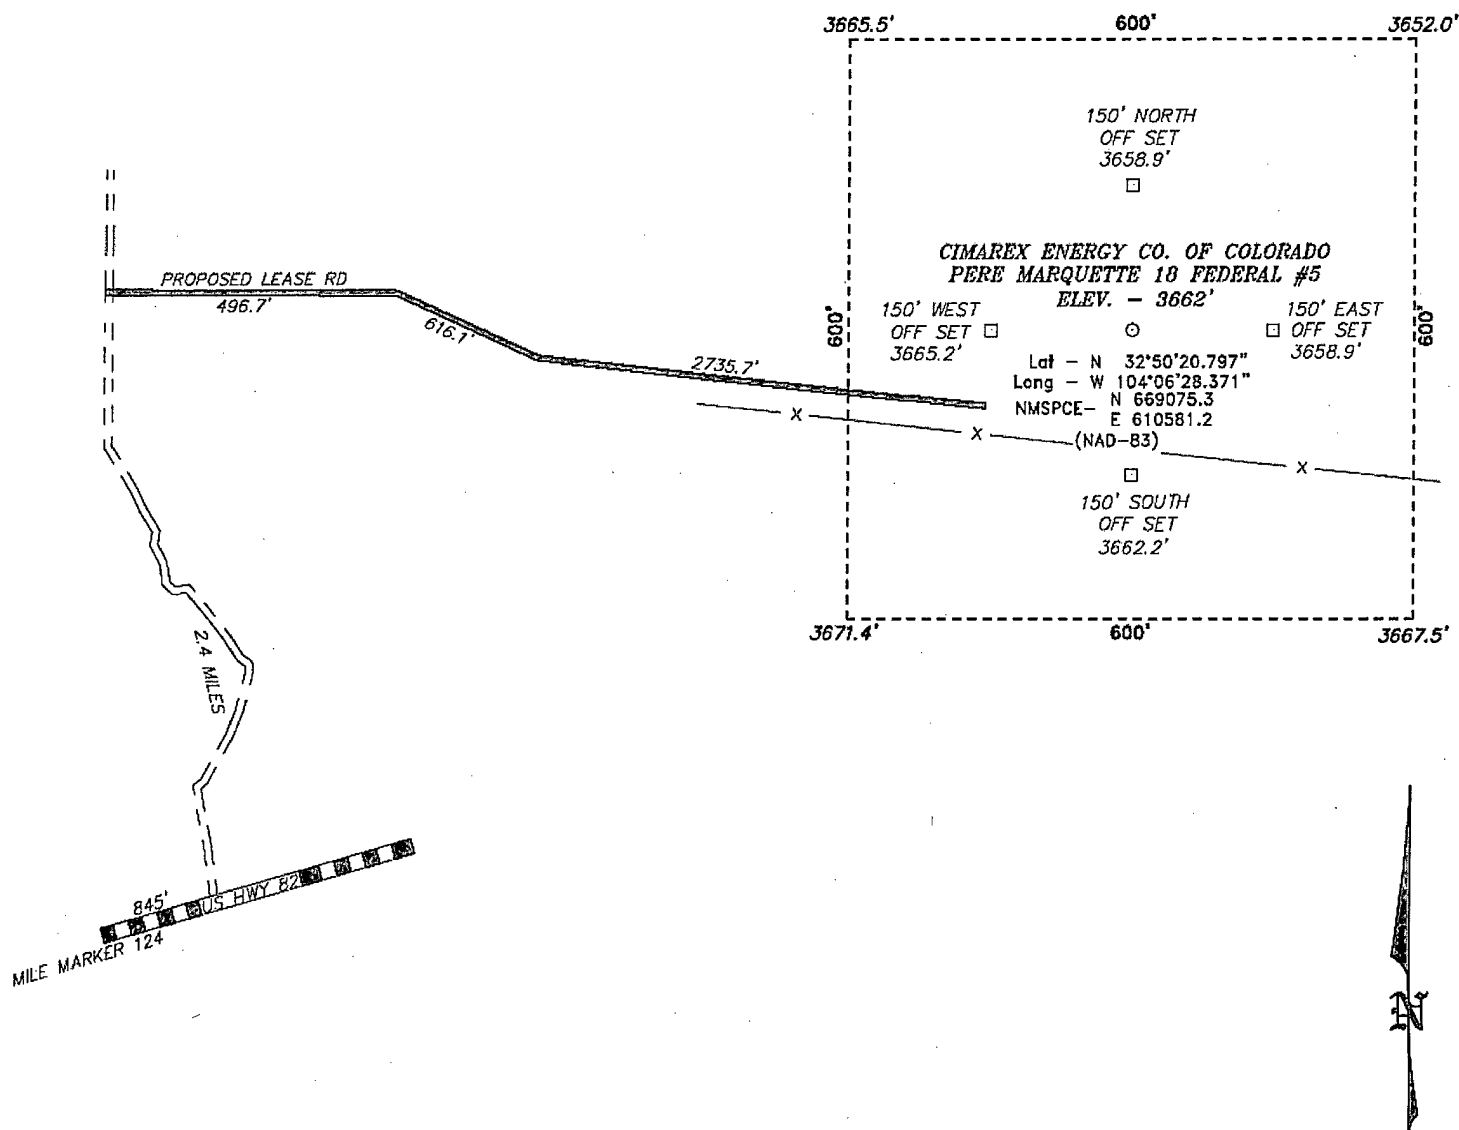 3665.5' 600' 3652.0'
150' NORTH
OFF SET
3658.9'
CIMAREX ENERGY CO. OF COLORADO
PERE MARQUETTE 18 FEDERAL #5
ELEV. - 3662'
600'
150' WEST
OFF SET
3665.2'
150' EAST
OFF SET
3658.9'
600'
Lat - N 32°50'20.797"
Long - W 104°06'28.371"
NMSPCE- N 669075.3
E 610581.2
(NAD-83)
150' SOUTH
OFF SET
3662.2'
3671.4' 600' 3667.5'
PROPOSED LEASE RD
496.7'
616.1'
2735.7'
X
X
X
2.4 MILES
845'
US HWY 82
MILE MARKER 124
N